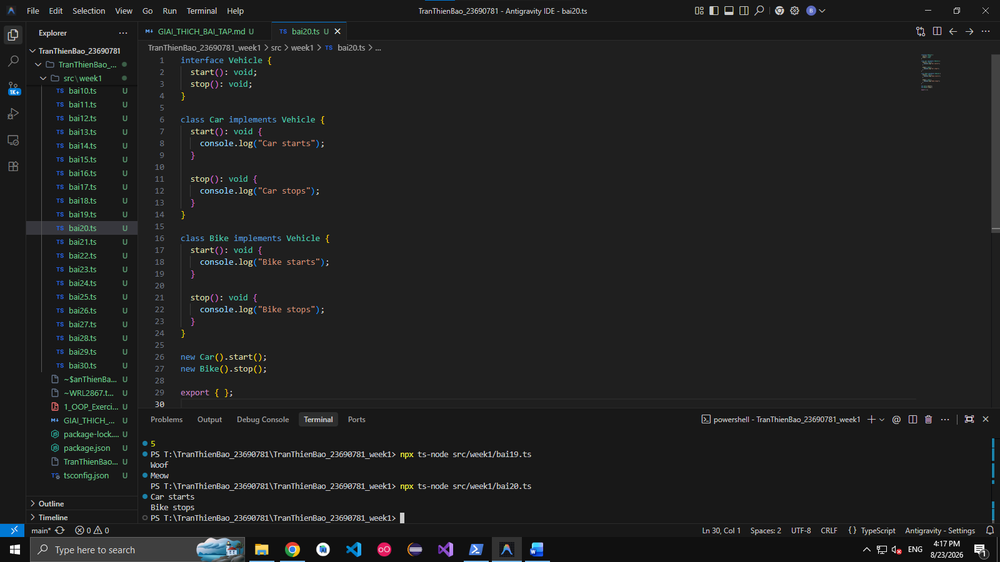 File Edit Selection View Go Run Terminal Help
TranThienBao_23690781 - Antigravity IDE - bai20.ts
B
Explorer
TranThienBao_23690781
TranThienBao_...
src\week1
bai10.ts U
bai11.ts U
bai12.ts U
bai13.ts U
bai14.ts U
bai15.ts U
bai16.ts U
bai17.ts U
bai18.ts U
bai19.ts U
bai20.ts U
bai21.ts U
bai22.ts U
bai23.ts U
bai24.ts U
bai25.ts U
bai26.ts U
bai27.ts U
bai28.ts U
bai29.ts U
bai30.ts U
~$anThienBa... U
~WRL2867.t... U
1_OOP_Exerci... U
GIAI_THICH_... U
package-lock.... U
package.json U
TranThienBao... U
tsconfig.json U
Outline
Timeline
1K+
GIAI_THICH_BAI_TAP.md U
TS bai20.ts U
TranThienBao_23690781_week1 > src > week1 > TS bai20.ts > ...
1 interface Vehicle {
2 start(): void;
3 stop(): void;
4 }
5
6 class Car implements Vehicle {
7 start(): void {
8 console.log("Car starts");
9 }
10
11 stop(): void {
12 console.log("Car stops");
13 }
14 }
15
16 class Bike implements Vehicle {
17 start(): void {
18 console.log("Bike starts");
19 }
20
21 stop(): void {
22 console.log("Bike stops");
23 }
24 }
25
26 new Car().start();
27 new Bike().stop();
28
29 export { };
30
Problems Output Debug Console Terminal Ports
powershell - TranThienBao_23690781_week1
5
PS T:\TranThienBao_23690781\TranThienBao_23690781_week1> npx ts-node src/week1/bai19.ts
Woof
Meow
PS T:\TranThienBao_23690781\TranThienBao_23690781_week1> npx ts-node src/week1/bai20.ts
Car starts
Bike stops
PS T:\TranThienBao_23690781\TranThienBao_23690781_week1>
main* 0 0
Ln 30, Col 1 Spaces: 2 UTF-8 CRLF {} TypeScript Antigravity - Settings
Type here to search
ENG
4:17 PM
8/23/2026
1